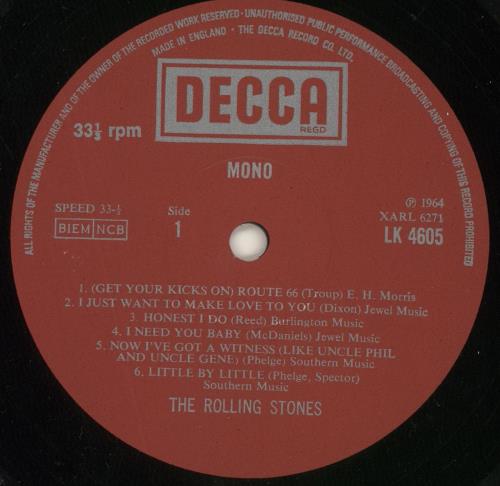 ALL RIGHTS OF THE MANUFACTURER AND OF THE OWNER OF THE RECORDED WORK RESERVED · UNAUTHORISED PUBLIC PERFORMANCE BROADCASTING AND COPYING OF THIS RECORD PROHIBITED
MADE IN ENGLAND · THE DECCA RECORD CO. LTD.
DECCA
REGD
33⅓ rpm
MONO
SPEED 33-⅓
BIEM NCB
Side
1
℗ 1964
XARL 6271
LK 4605
1. (GET YOUR KICKS ON) ROUTE 66 (Troup) E. H. Morris
2. I JUST WANT TO MAKE LOVE TO YOU (Dixon) Jewel Music
3. HONEST I DO (Reed) Burlington Music
4. I NEED YOU BABY (McDaniels) Jewel Music
5. NOW I'VE GOT A WITNESS (LIKE UNCLE PHIL
AND UNCLE GENE) (Phelge) Southern Music
6. LITTLE BY LITTLE (Phelge, Spector)
Southern Music
THE ROLLING STONES